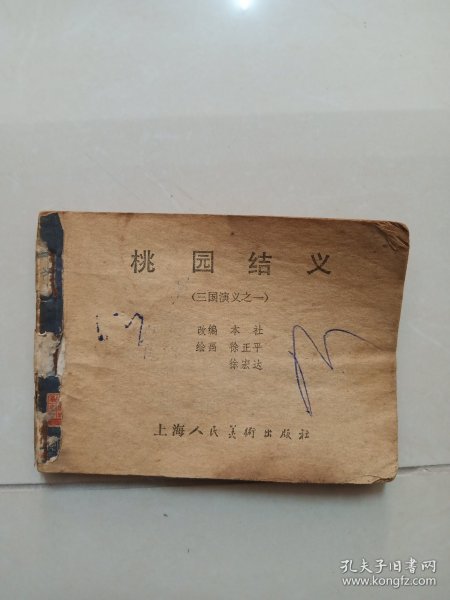 桃园结义
(三国演义之一)
改编 本社
绘画 徐正平
徐宏达
上海人民美術出版社
孔夫子旧书网
www.kongfz.com